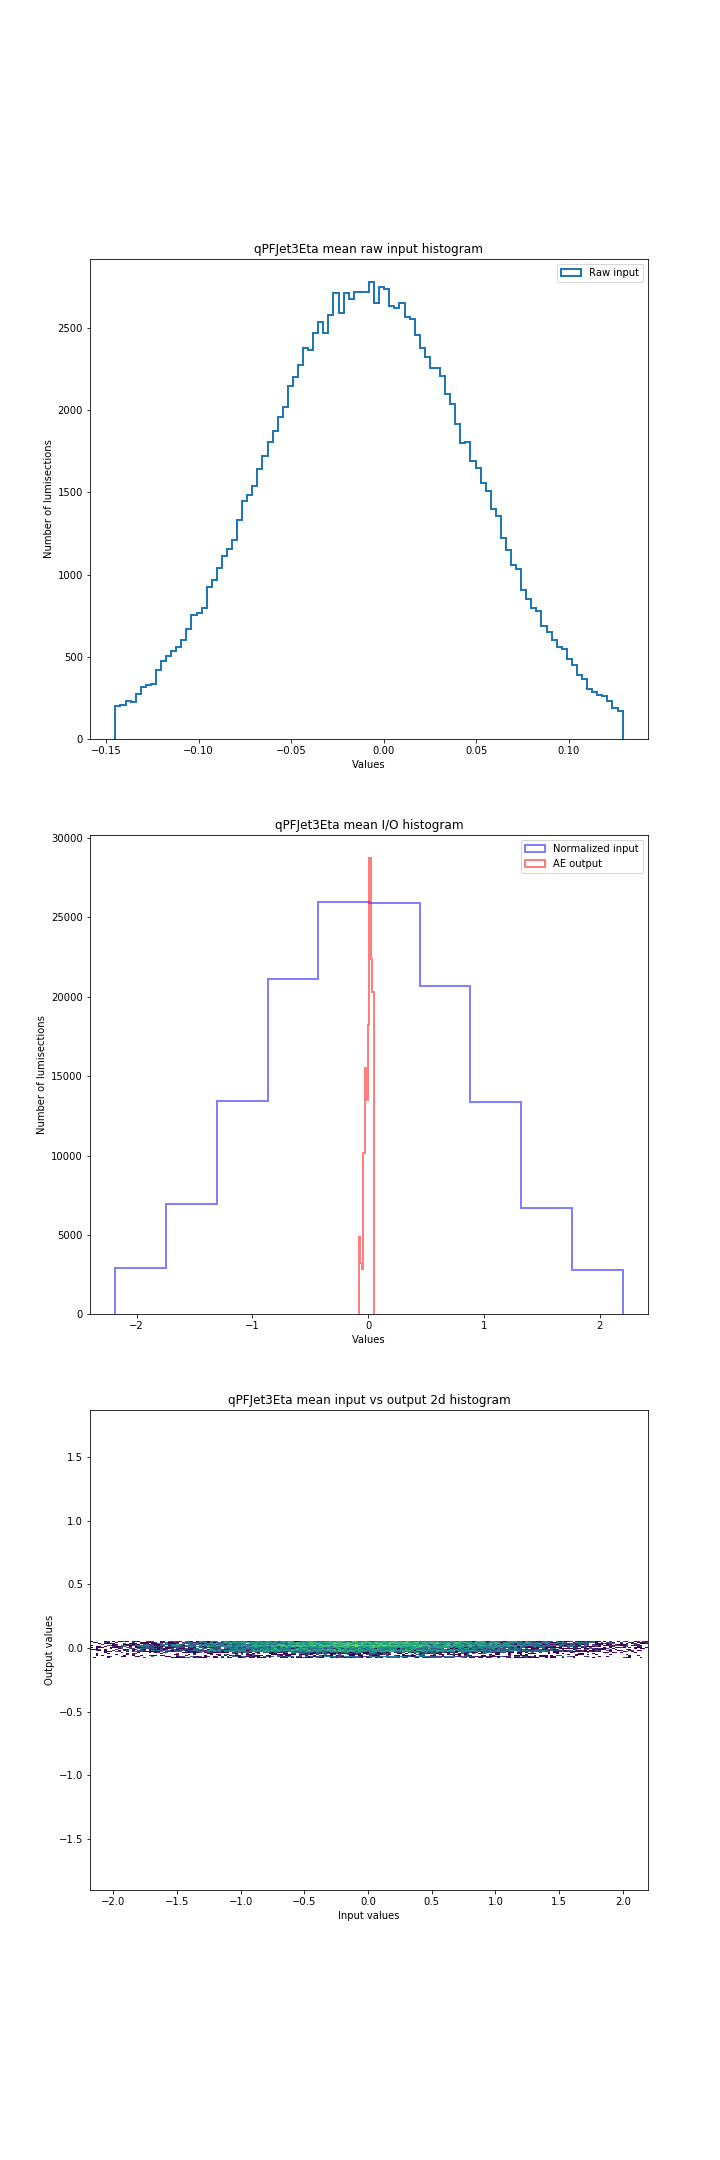 qPFJet3Eta mean raw input histogram
Raw input
2500
2000
1500
1000
500
0
Number of lumisections
−0.15 −0.10 −0.05 0.00 0.05 0.10
Values
qPFJet3Eta mean I/O histogram
Normalized input
AE output
30000
25000
20000
15000
10000
5000
0
Number of lumisections
−2 −1 0 1 2
Values
qPFJet3Eta mean input vs output 2d histogram
1.5
1.0
0.5
0.0
−0.5
−1.0
−1.5
Output values
−2.0 −1.5 −1.0 −0.5 0.0 0.5 1.0 1.5 2.0
Input values